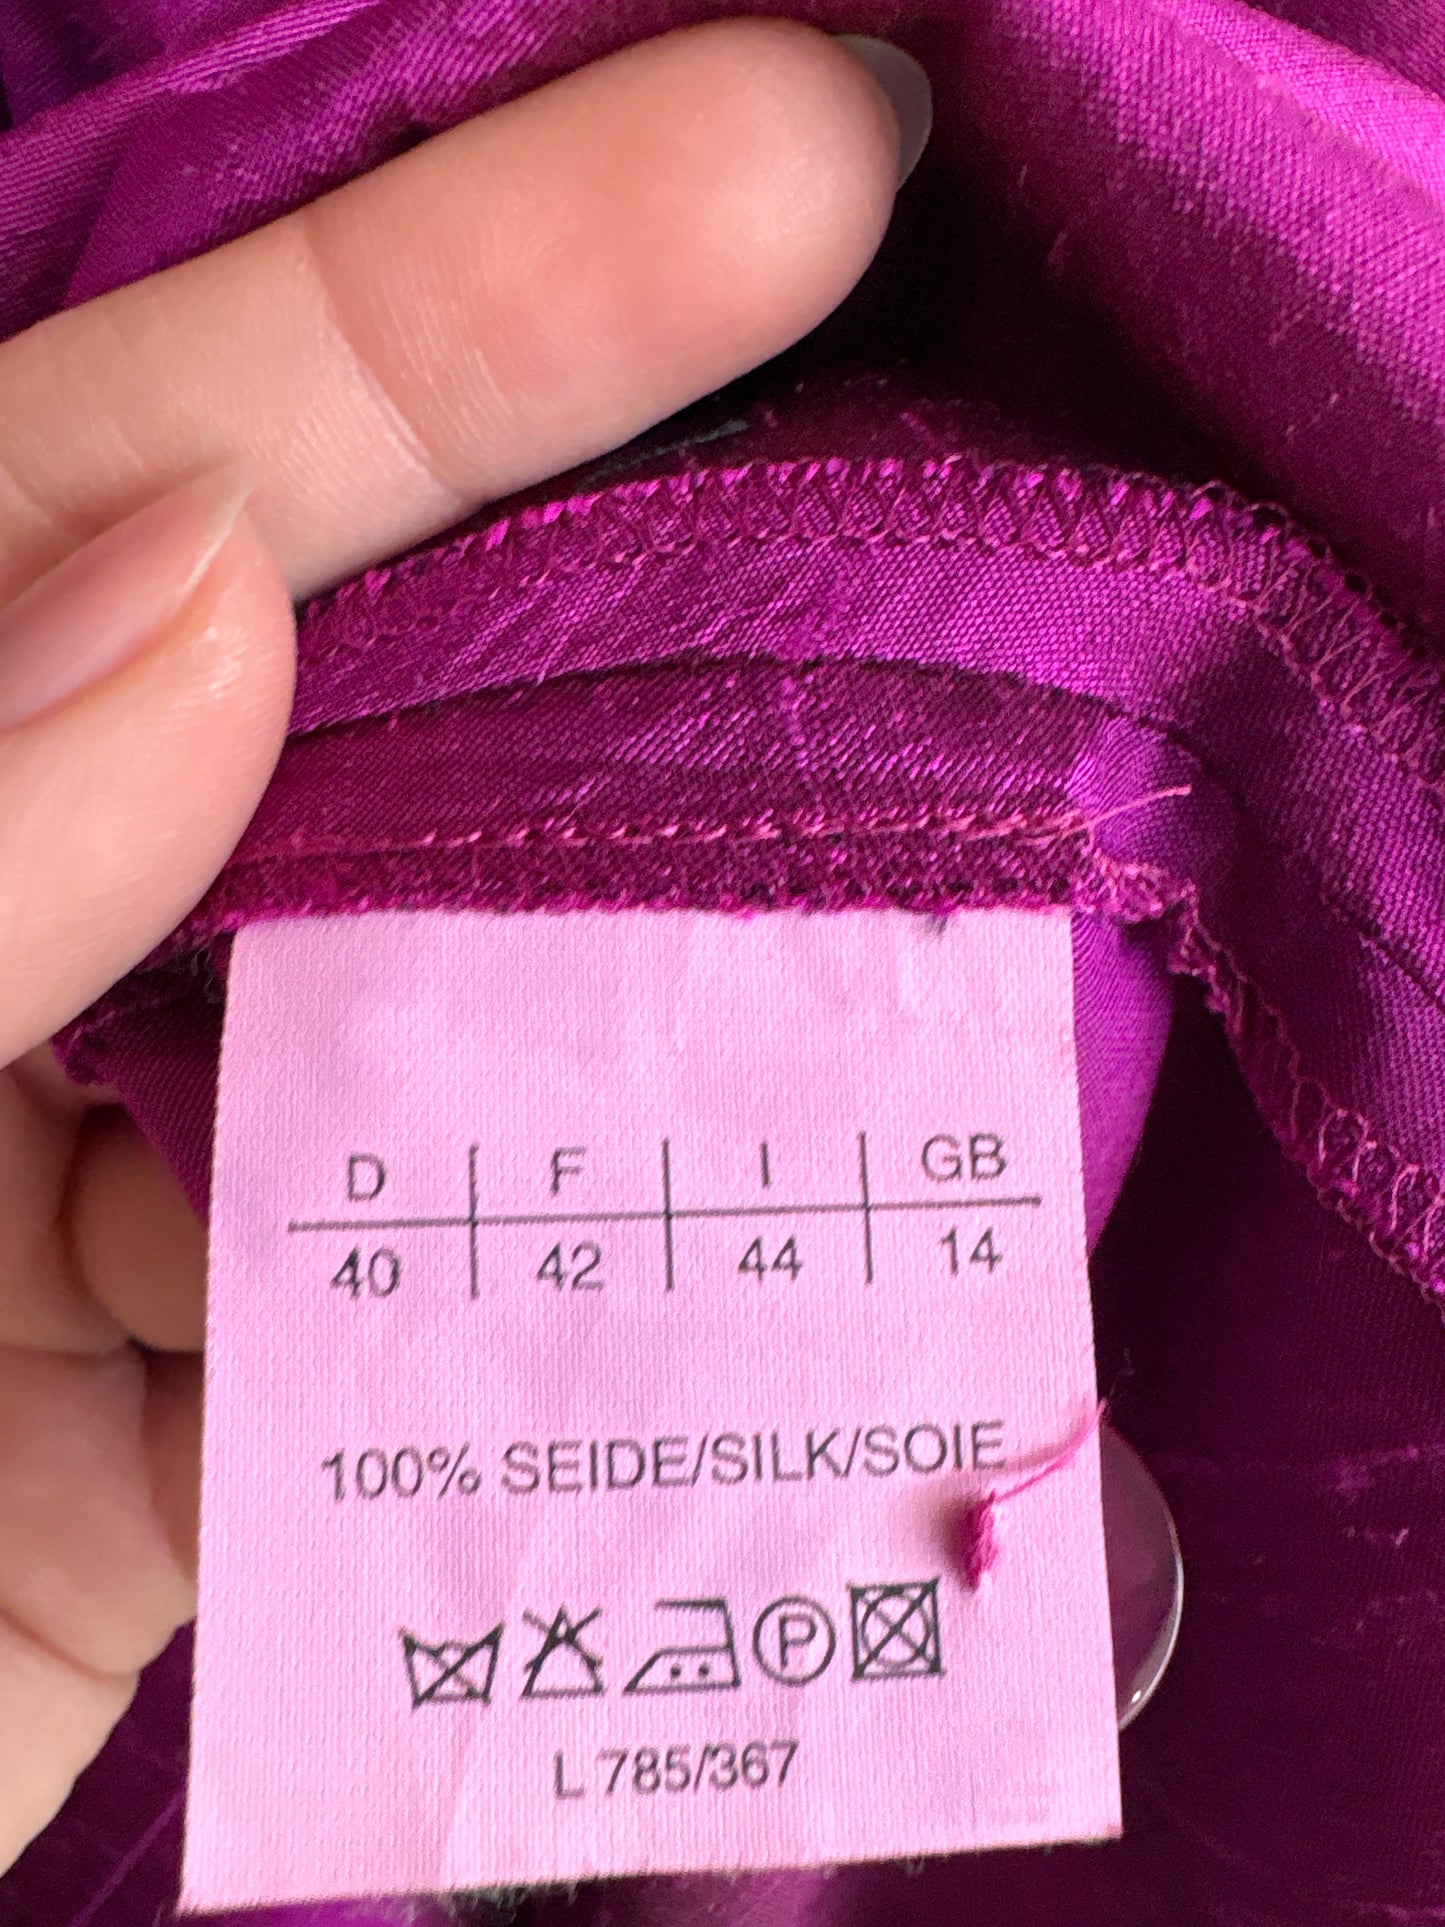 D F I GB
40 42 44 14
100% SEIDE/SILK/SOIE
P
L 785/367